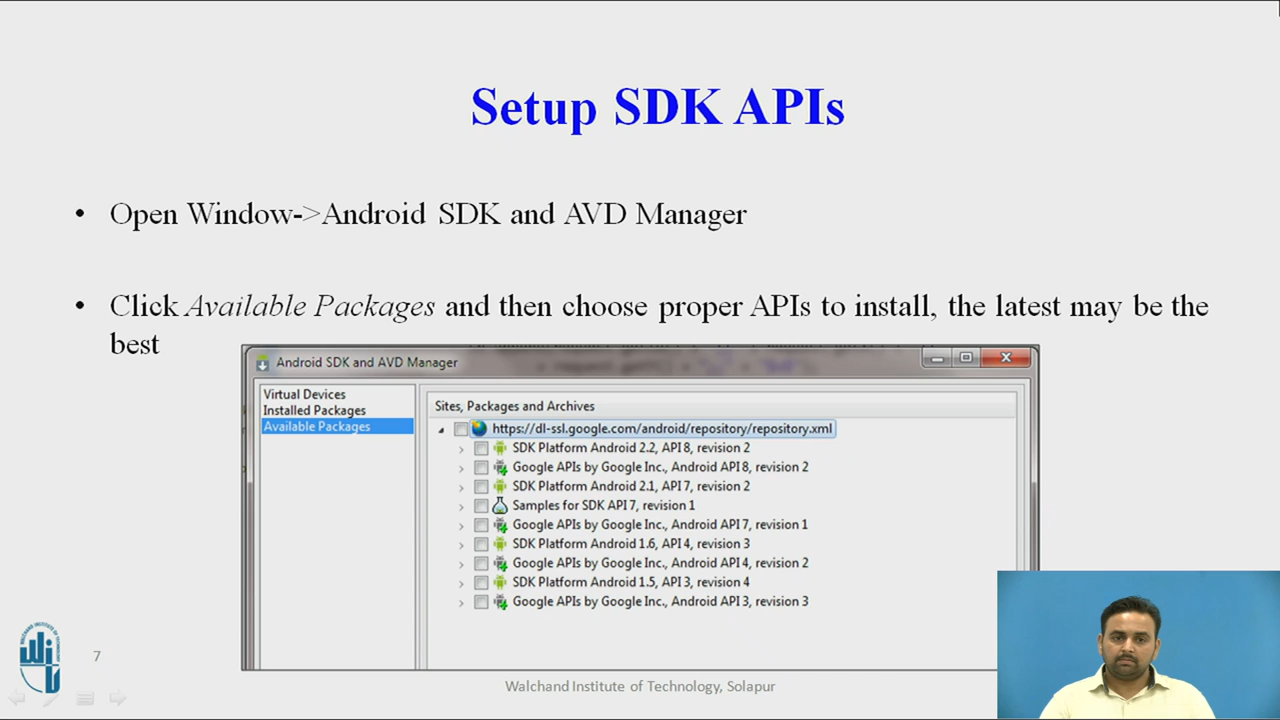 Setup SDK APIs
• Open Window->Android SDK and AVD Manager
• Click Available Packages and then choose proper APIs to install, the latest may be the
best
Android SDK and AVD Manager
Virtual Devices
Installed Packages
Available Packages
Sites, Packages and Archives
https://dl-ssl.google.com/android/repository/repository.xml
SDK Platform Android 2.2, API 8, revision 2
Google APIs by Google Inc., Android API 8, revision 2
SDK Platform Android 2.1, API 7, revision 2
Samples for SDK API 7, revision 1
Google APIs by Google Inc., Android API 7, revision 1
SDK Platform Android 1.6, API 4, revision 3
Google APIs by Google Inc., Android API 4, revision 2
SDK Platform Android 1.5, API 3, revision 4
Google APIs by Google Inc., Android API 3, revision 3
WALCHAND INSTITUTE OF TECHNOLOGY
7
Walchand Institute of Technology, Solapur